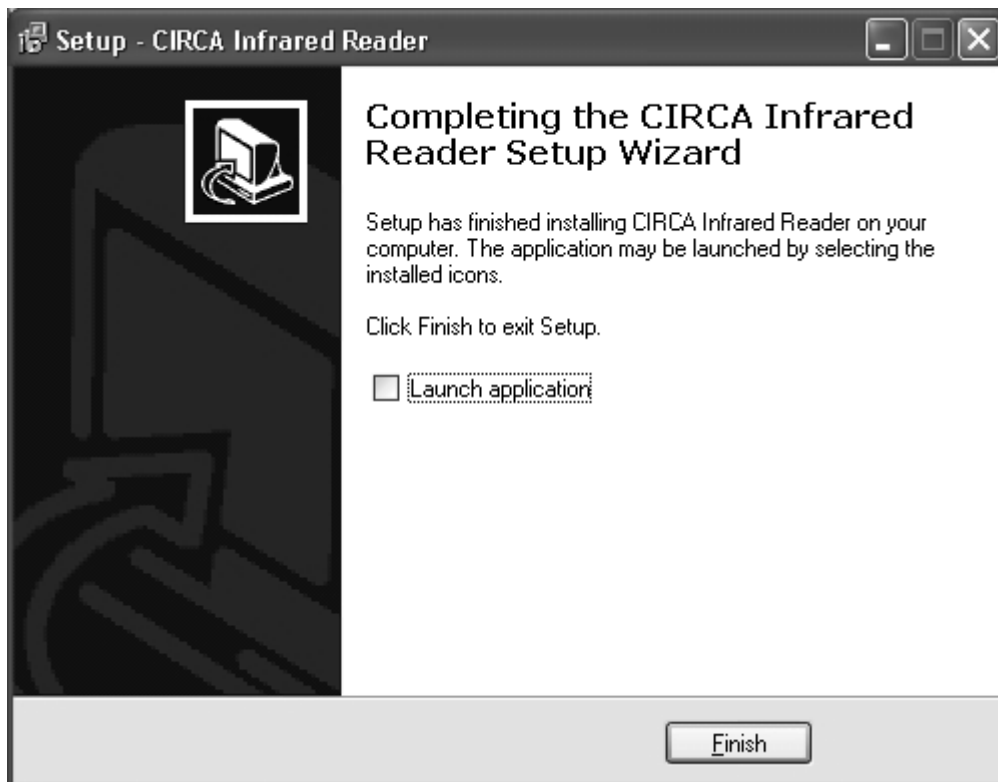 Setup - CIRCA Infrared Reader
Completing the CIRCA Infrared
Reader Setup Wizard
Setup has finished installing CIRCA Infrared Reader on your
computer. The application may be launched by selecting the
installed icons.
Click Finish to exit Setup.
Launch application
Finish